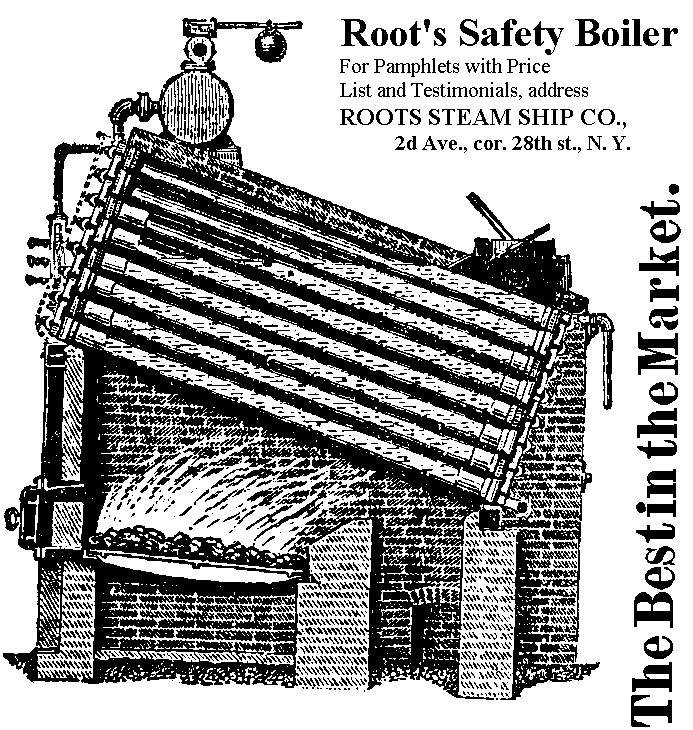 Root's Safety Boiler
For Pamphlets with Price
List and Testimonials, address
ROOTS STEAM SHIP CO.,
2d Ave., cor. 28th st., N. Y.
The Best in the Market.